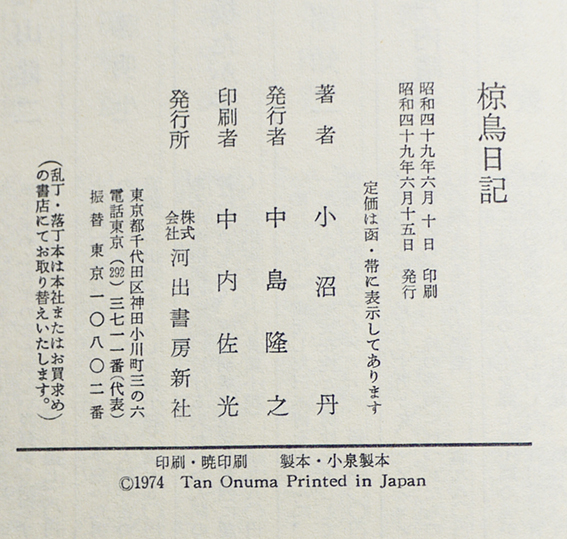 椋鳥日記
昭和四十九年六月 十 日 印刷
昭和四十九年六月十五日 発行
定価は函・帯に表示してあります
著者 小沼丹
発行者 中島隆之
印刷者 中内佐光
発行所 株式会社 河出書房新社
東京都千代田区神田小川町三の六
電話東京(292)三七一一番(代表)
振替東京一〇八〇二番
(乱丁・落丁本は本社またはお買求め
の書店にてお取り替えいたします。)
印刷・暁印刷 製本・小泉製本
©1974 Tan Onuma Printed in Japan